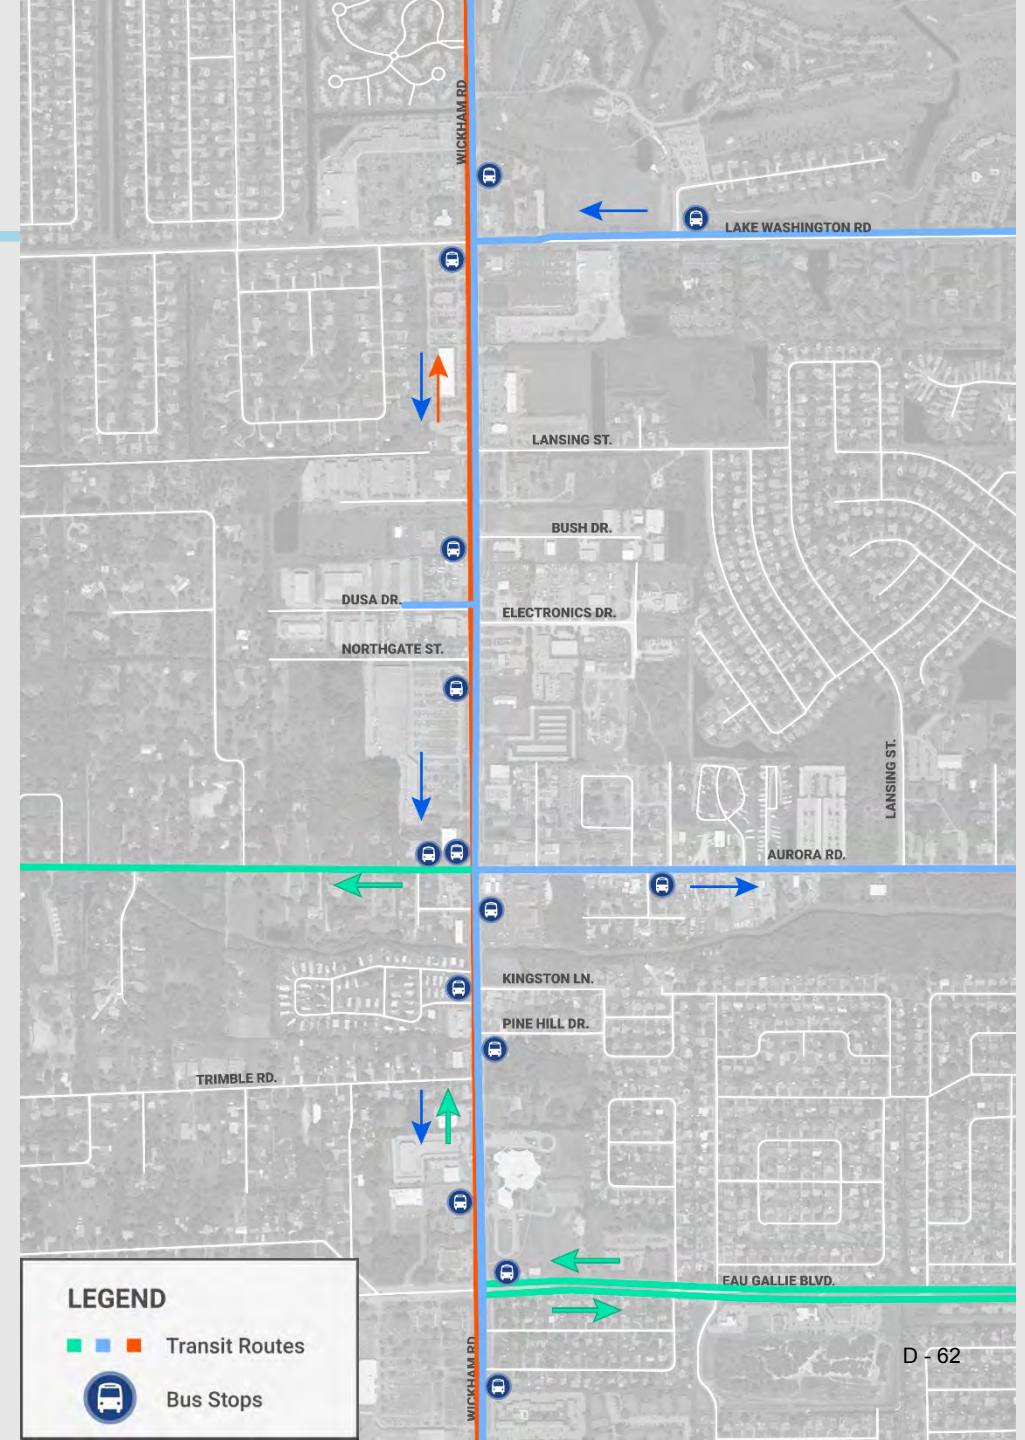 WICKHAM RD
LAKE WASHINGTON RD
LANSING ST.
BUSH DR.
DUSA DR.
ELECTRONICS DR.
NORTHGATE ST.
LANSING ST.
AURORA RD.
KINGSTON LN.
PINE HILL DR.
TRIMBLE RD.
EAU GALLIE BLVD.
WICKHAM RD
LEGEND
Transit Routes
Bus Stops
D - 62